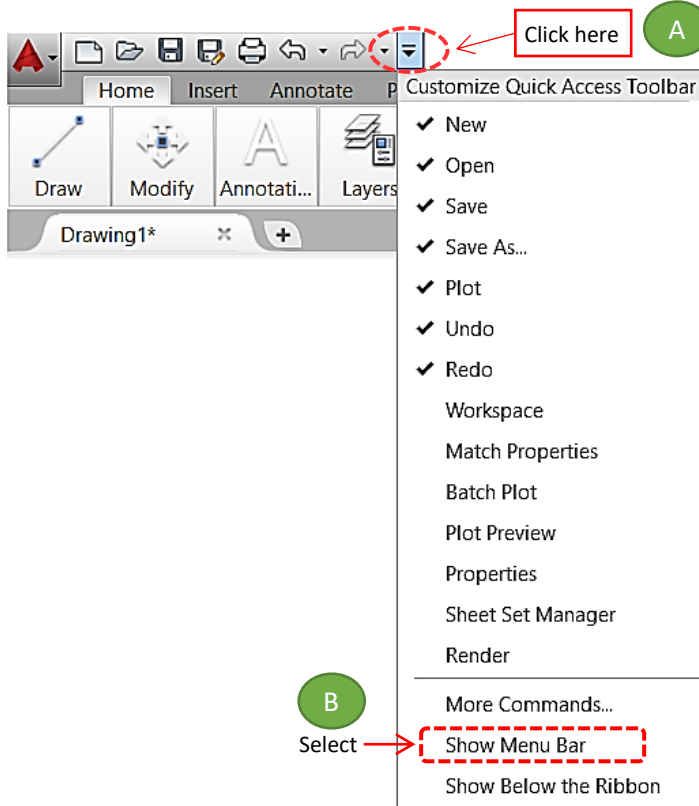 Click here
A
Home Insert Annotate P
Customize Quick Access Toolbar
New
Open
Save
Save As...
Plot
Undo
Redo
Workspace
Match Properties
Batch Plot
Plot Preview
Properties
Sheet Set Manager
Render
More Commands...
Show Menu Bar
Show Below the Ribbon
Draw Modify Annotati... Layers
Drawing1*
B
Select